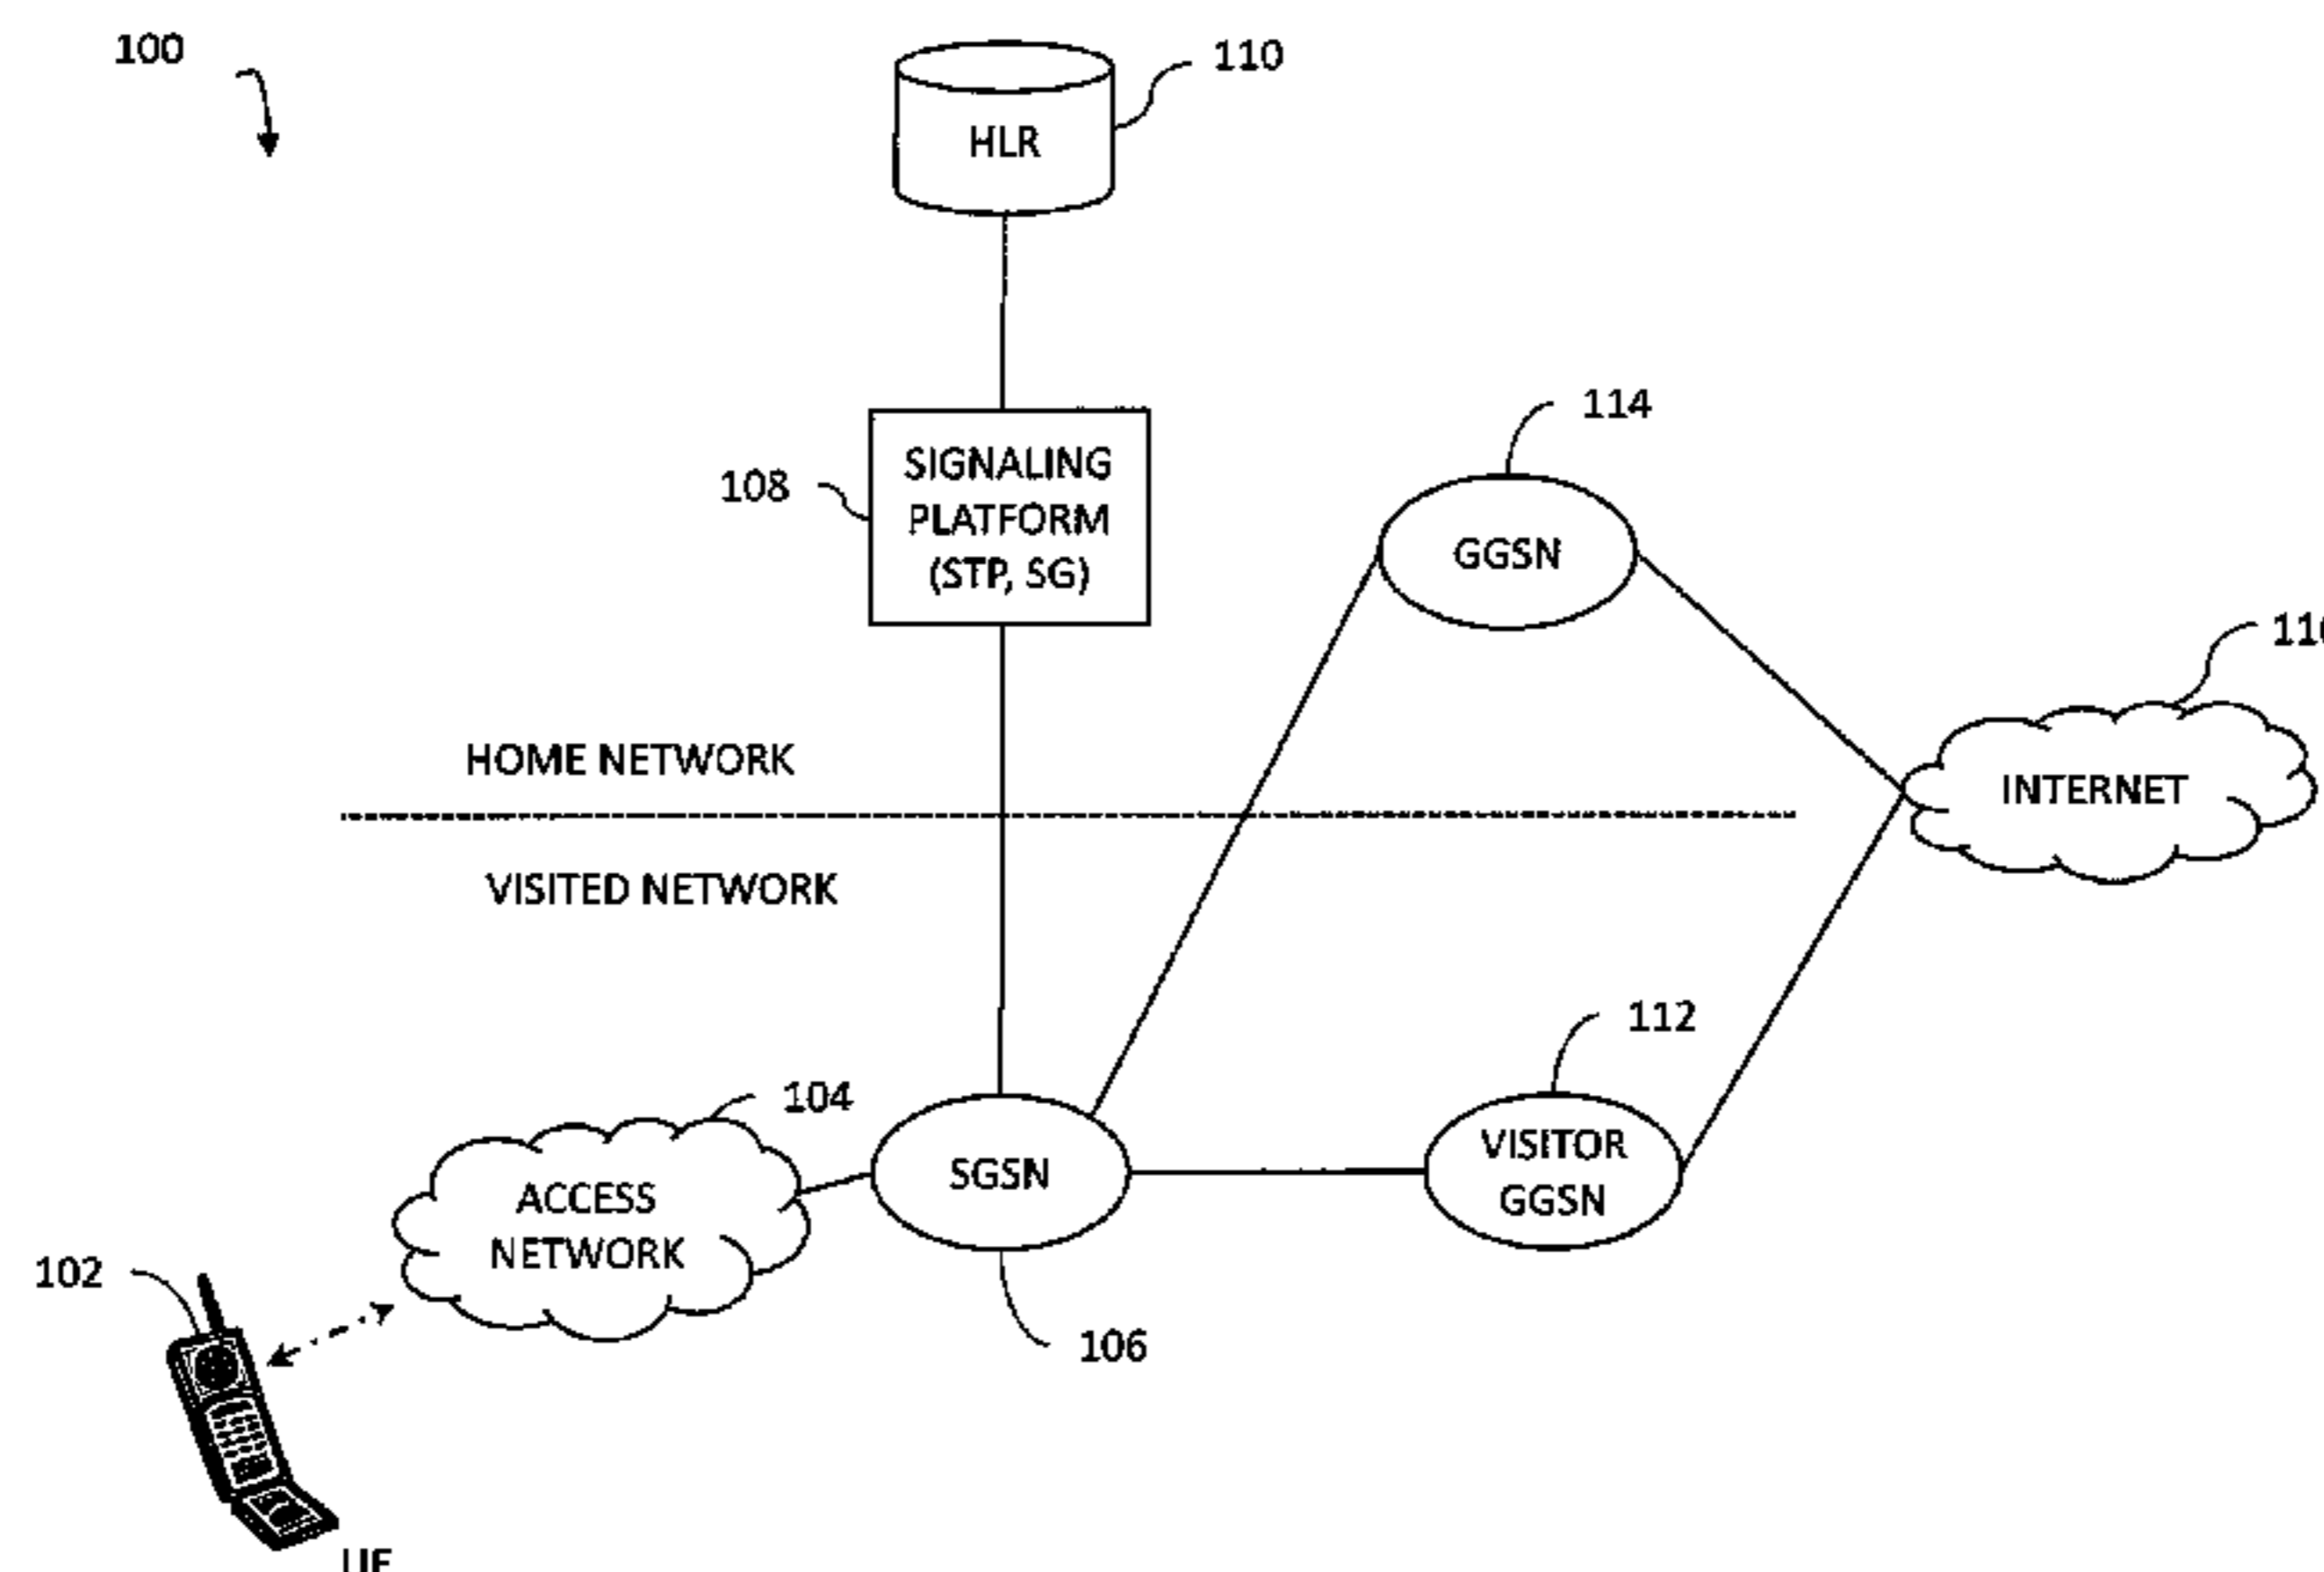 100
110
HLR
114
108
SIGNALING
PLATFORM
(STP, SG)
GGSN
HOME NETWORK
INTERNET
VISITED NETWORK
112
104
VISITOR
GGSN
SGSN
ACCESS
NETWORK
102
106
UE